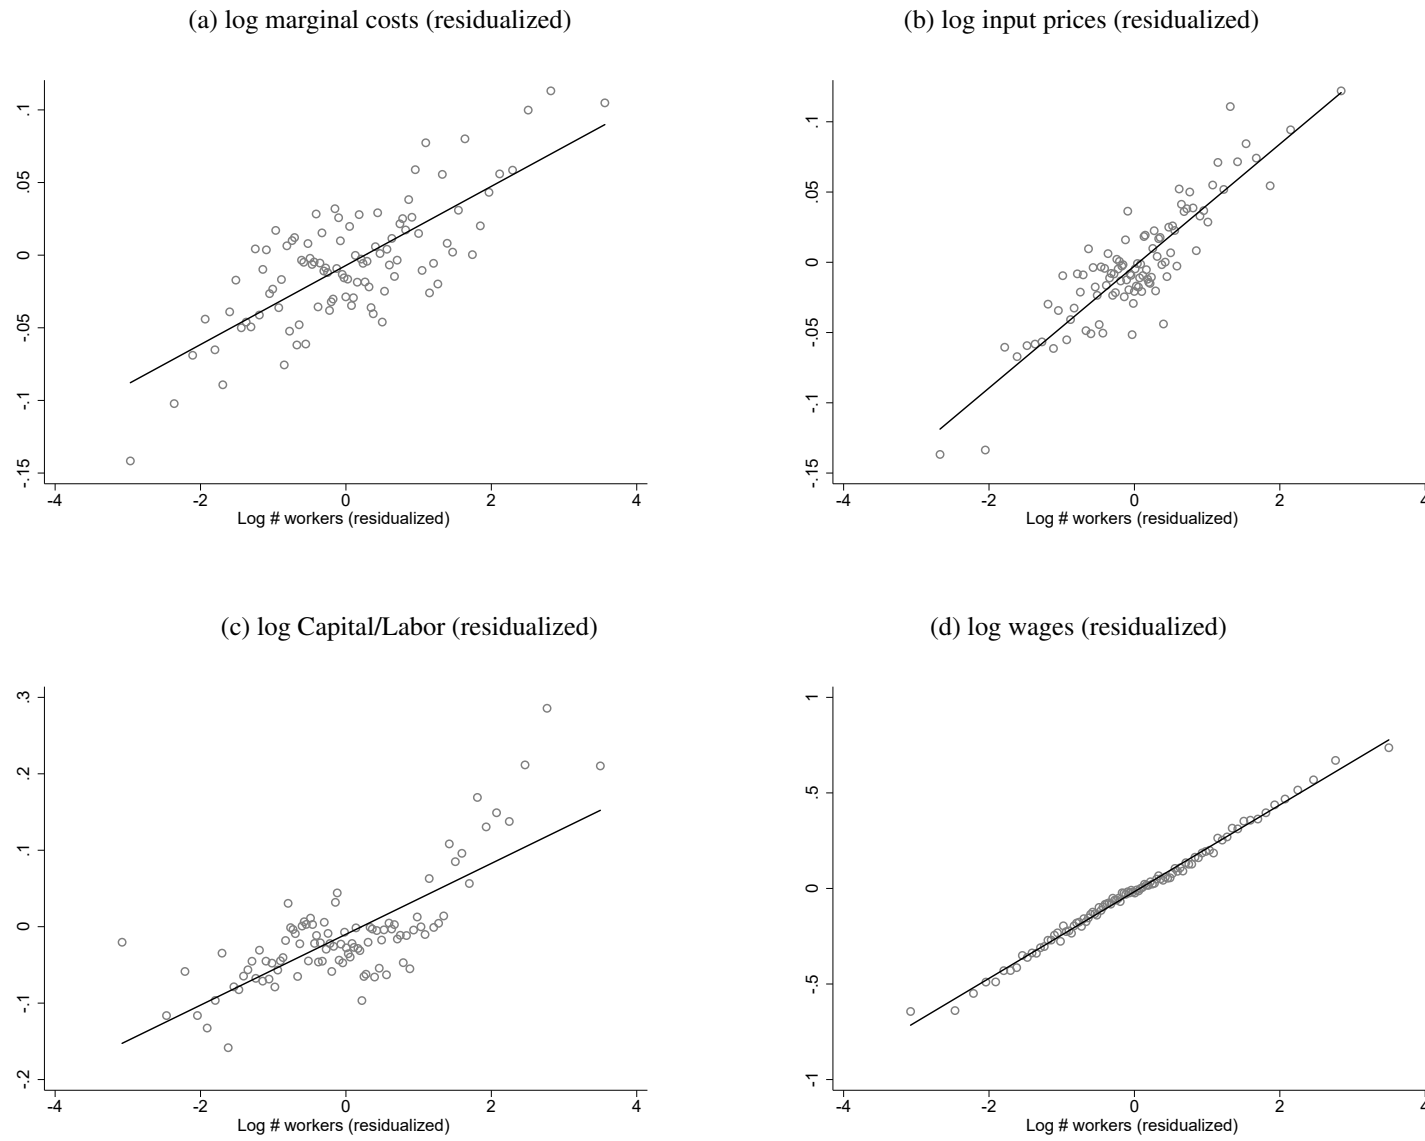 (a) log marginal costs (residualized)
.1
.05
0
-.05
-.1
-.15
-4 -2 0 2 4
Log # workers (residualized)
(b) log input prices (residualized)
.1
.05
0
-.05
-.1
-.15
-4 -2 0 2 4
Log # workers (residualized)
(c) log Capital/Labor (residualized)
.3
.2
.1
0
-.1
-.2
-4 -2 0 2 4
Log # workers (residualized)
(d) log wages (residualized)
1
.5
0
-.5
-1
-4 -2 0 2 4
Log # workers (residualized)